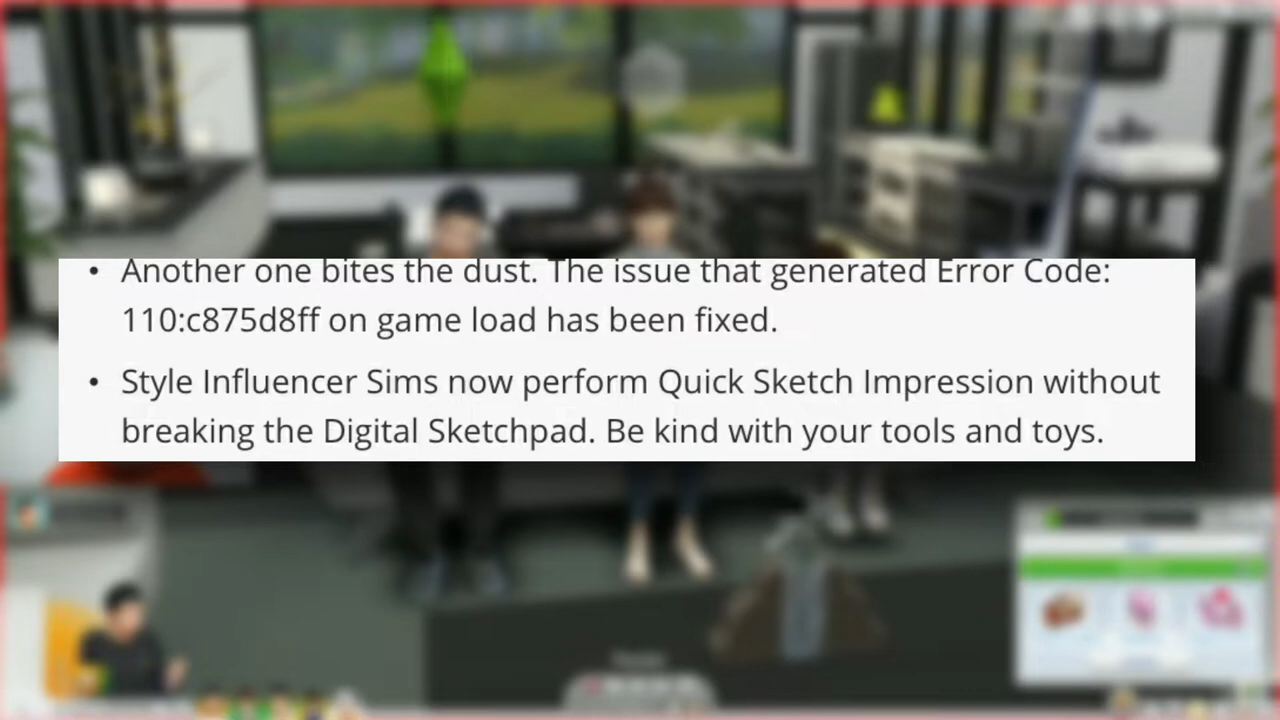 • Another one bites the dust. The issue that generated Error Code:
110:c875d8ff on game load has been fixed.
• Style Influencer Sims now perform Quick Sketch Impression without
breaking the Digital Sketchpad. Be kind with your tools and toys.